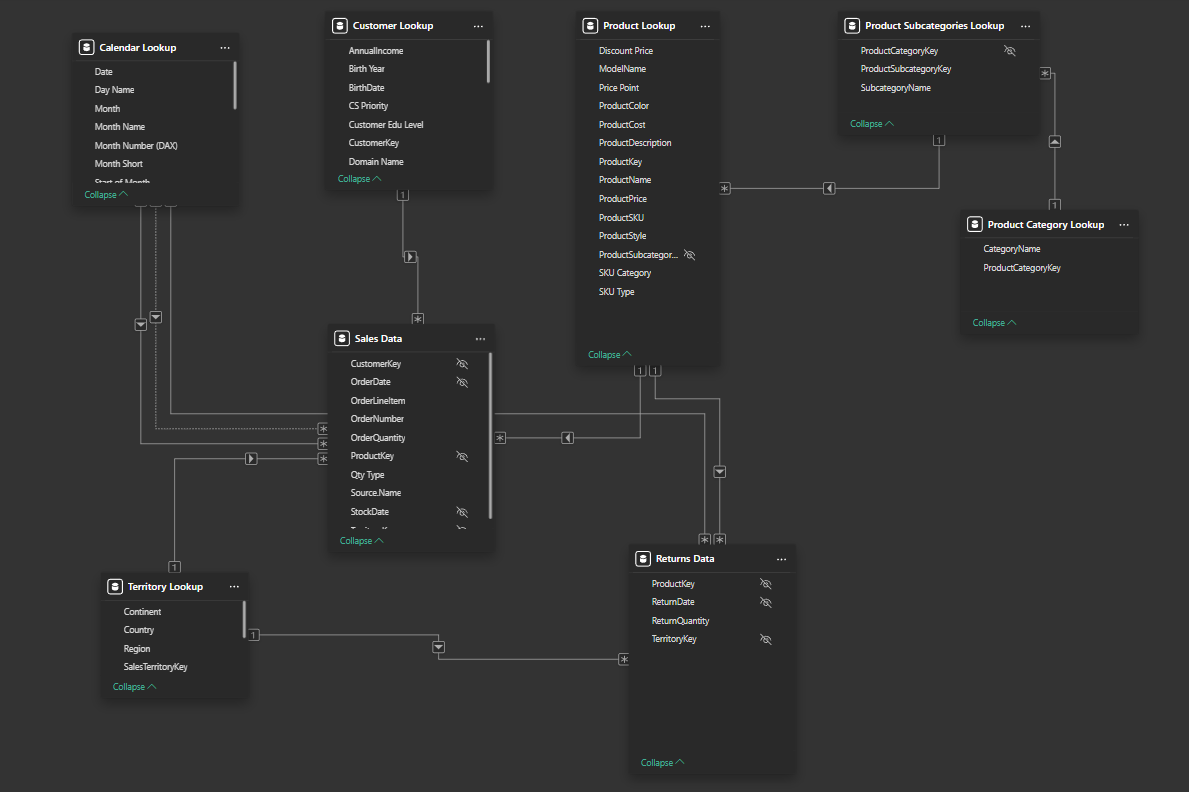 Calendar Lookup
Date
Day Name
Month
Month Name
Month Number (DAX)
Month Short
Start of Month
Collapse
Customer Lookup
AnnualIncome
Birth Year
BirthDate
CS Priority
Customer Edu Level
CustomerKey
Domain Name
Collapse
Product Lookup
Discount Price
ModelName
Price Point
ProductColor
ProductCost
ProductDescription
ProductKey
ProductName
ProductPrice
ProductSKU
ProductStyle
ProductSubcategor...
SKU Category
SKU Type
Collapse
Product Subcategories Lookup
ProductCategoryKey
ProductSubcategoryKey
SubcategoryName
Collapse
Product Category Lookup
CategoryName
ProductCategoryKey
Collapse
Sales Data
CustomerKey
OrderDate
OrderLineItem
OrderNumber
OrderQuantity
ProductKey
Qty Type
Source.Name
StockDate
Collapse
Territory Lookup
Continent
Country
Region
SalesTerritoryKey
Collapse
Returns Data
ProductKey
ReturnDate
ReturnQuantity
TerritoryKey
Collapse
1
*
1
*
1
*
1
1
*
*
*
*
*
*
1
1
*